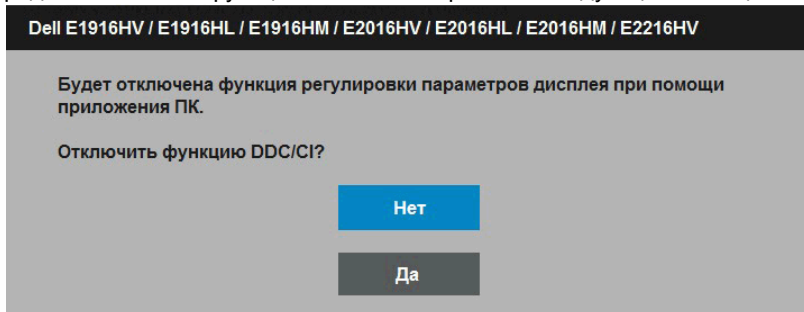 Dell E1916HV / E1916HL / E1916HM / E2016HV / E2016HL / E2016HM / E2216HV
Будет отключена функция регулировки параметров дисплея при помощи
приложения ПК.
Отключить функцию DDC/CI?
Нет
Да